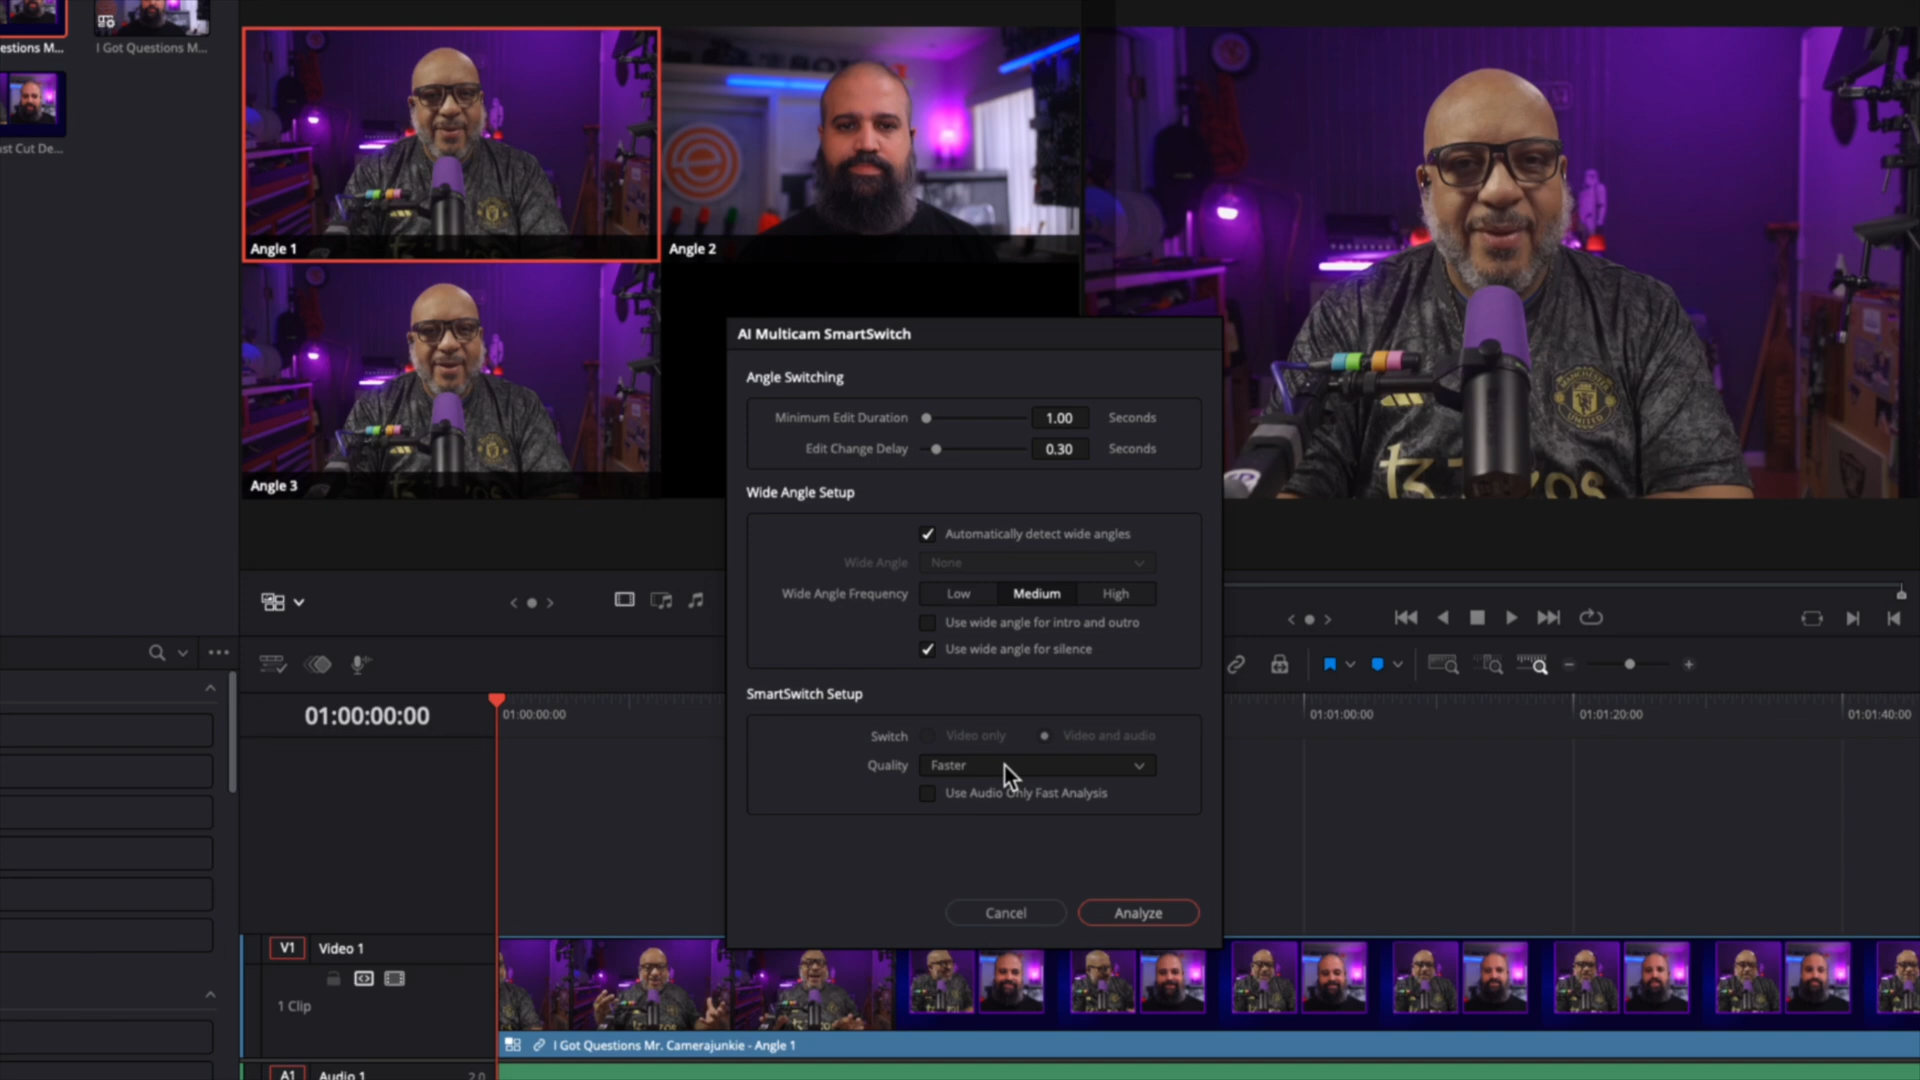 estions M...
I Got Questions M...
st Cut De...
Angle 1
Angle 2
Angle 3
MANCHESTER
UNITED
AI Multicam SmartSwitch
Angle Switching
Minimum Edit Duration 1.00 Seconds
Edit Change Delay 0.30 Seconds
Wide Angle Setup
Automatically detect wide angles
Wide Angle None
Wide Angle Frequency Low Medium High
Use wide angle for intro and outro
Use wide angle for silence
SmartSwitch Setup
Switch Video only Video and audio
Quality Faster
Use Audio Only Fast Analysis
Cancel Analyze
01:00:00:00
01:00:00:00
01:01:00:00
01:01:20:00
01:01:40:00
V1 Video 1
1 Clip
I Got Questions Mr. Camerajunkie - Angle 1
A1 Audio 1 2.0